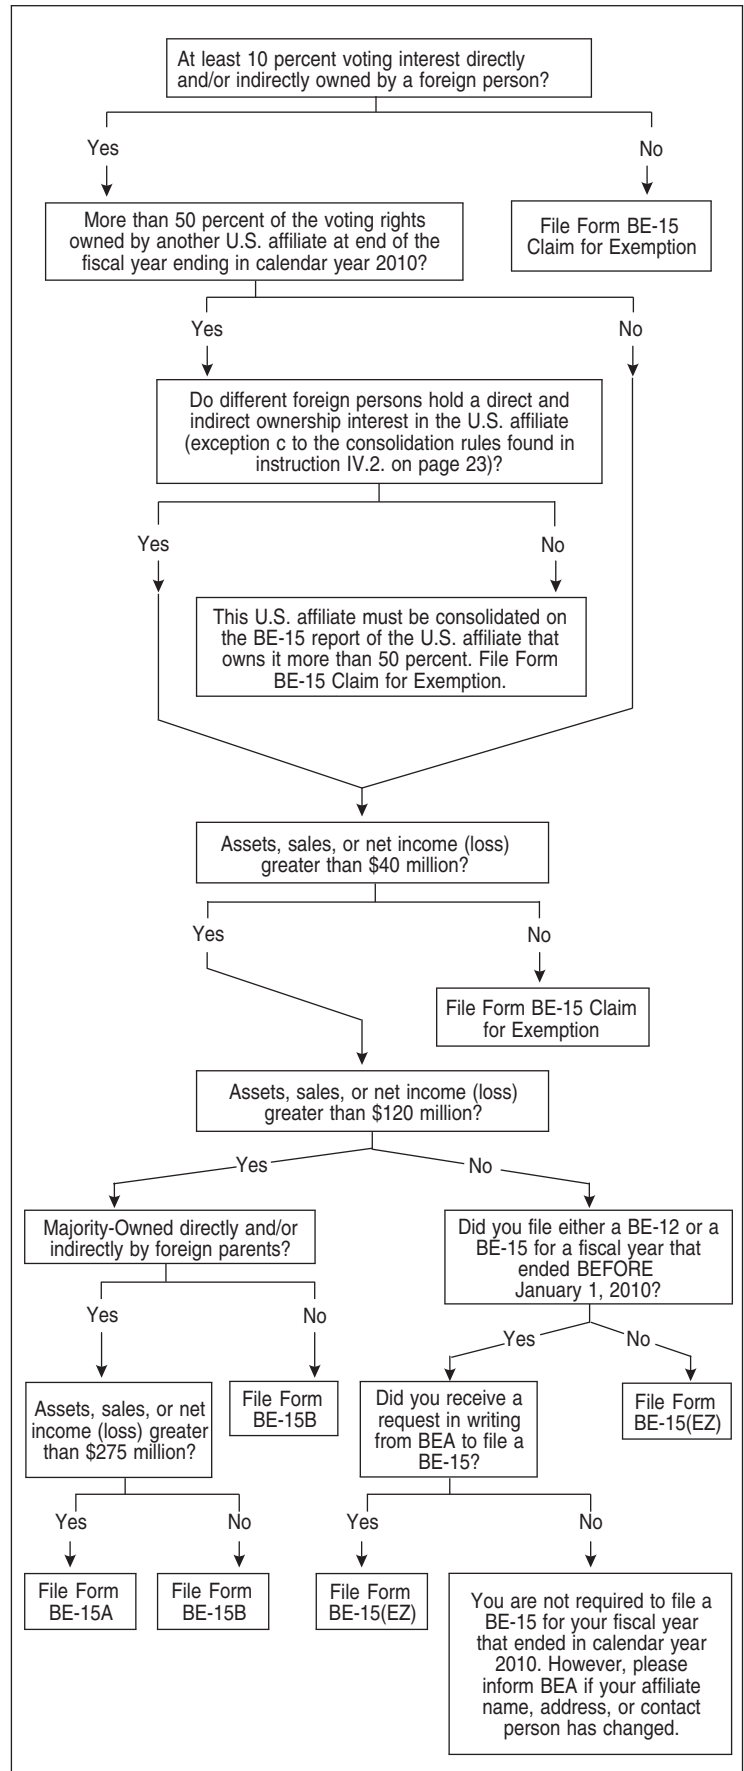 At least 10 percent voting interest directly
and/or indirectly owned by a foreign person?
Yes
No
More than 50 percent of the voting rights
owned by another U.S. affiliate at end of the
fiscal year ending in calendar year 2010?
File Form BE-15
Claim for Exemption
Yes
No
Do different foreign persons hold a direct and
indirect ownership interest in the U.S. affiliate
(exception c to the consolidation rules found in
instruction IV.2. on page 23)?
Yes
No
This U.S. affiliate must be consolidated on
the BE-15 report of the U.S. affiliate that
owns it more than 50 percent. File Form
BE-15 Claim for Exemption.
Assets, sales, or net income (loss)
greater than $40 million?
Yes
No
File Form BE-15 Claim
for Exemption
Assets, sales, or net income (loss)
greater than $120 million?
Yes
No
Majority-Owned directly and/or
indirectly by foreign parents?
Did you file either a BE-12 or a
BE-15 for a fiscal year that
ended BEFORE
January 1, 2010?
Yes
No
Yes
No
Assets, sales, or net
income (loss) greater
than $275 million?
File Form
BE-15B
Did you receive a
request in writing
from BEA to file a
BE-15?
File Form
BE-15(EZ)
Yes
No
Yes
No
File Form
BE-15A
File Form
BE-15B
File Form
BE-15(EZ)
You are not required to file a
BE-15 for your fiscal year
that ended in calendar year
2010. However, please
inform BEA if your affiliate
name, address, or contact
person has changed.